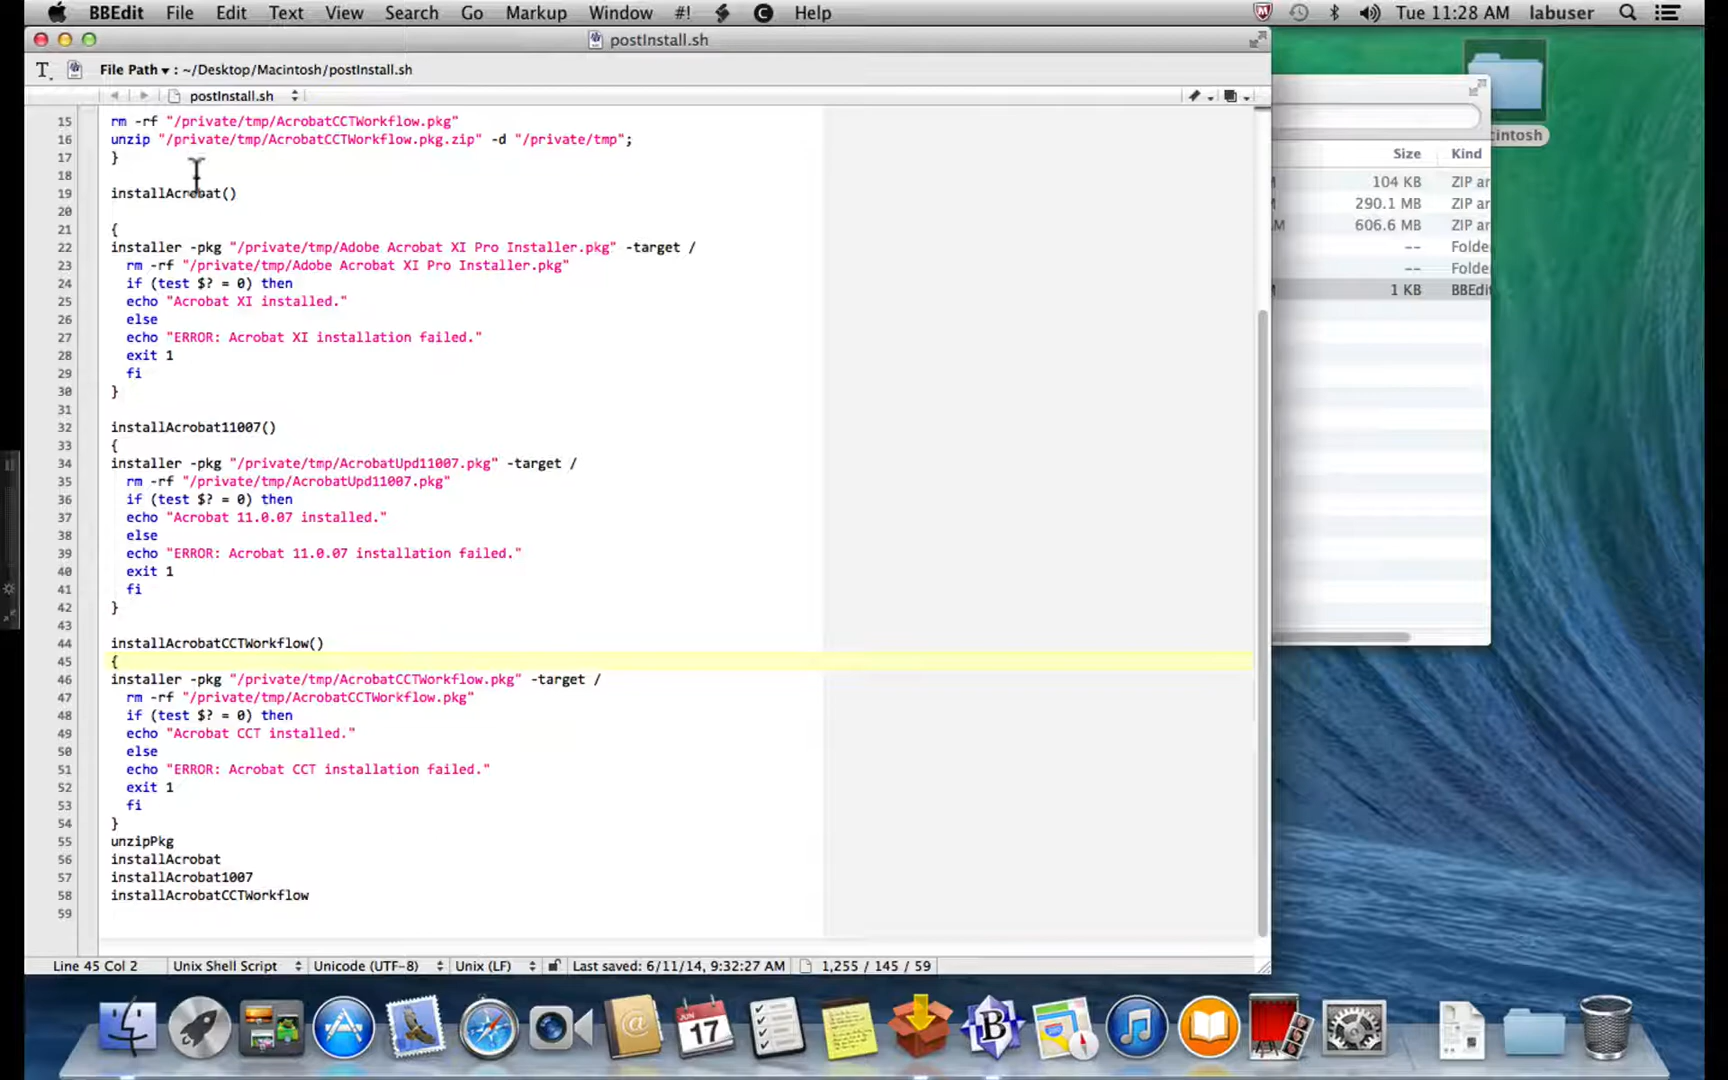 BBEdit File Edit Text View Search Go Markup Window #! Help Tue 11:28 AM labuser
postInstall.sh
File Path : ~/Desktop/Macintosh/postInstall.sh
postInstall.sh
15 rm -rf "/private/tmp/AcrobatCCTWorkflow.pkg"
16 unzip "/private/tmp/AcrobatCCTWorkflow.pkg.zip" -d "/private/tmp";
17 }
18
19 installAcrobat()
20
21 {
22 installer -pkg "/private/tmp/Adobe Acrobat XI Pro Installer.pkg" -target /
23 rm -rf "/private/tmp/Adobe Acrobat XI Pro Installer.pkg"
24 if (test $? = 0) then
25 echo "Acrobat XI installed."
26 else
27 echo "ERROR: Acrobat XI installation failed."
28 exit 1
29 fi
30 }
31
32 installAcrobat11007()
33 {
34 installer -pkg "/private/tmp/AcrobatUpd11007.pkg" -target /
35 rm -rf "/private/tmp/AcrobatUpd11007.pkg"
36 if (test $? = 0) then
37 echo "Acrobat 11.0.07 installed."
38 else
39 echo "ERROR: Acrobat 11.0.07 installation failed."
40 exit 1
41 fi
42 }
43
44 installAcrobatCCTWorkflow()
45 {
46 installer -pkg "/private/tmp/AcrobatCCTWorkflow.pkg" -target /
47 rm -rf "/private/tmp/AcrobatCCTWorkflow.pkg"
48 if (test $? = 0) then
49 echo "Acrobat CCT installed."
50 else
51 echo "ERROR: Acrobat CCT installation failed."
52 exit 1
53 fi
54 }
55 unzipPkg
56 installAcrobat
57 installAcrobat1007
58 installAcrobatCCTWorkflow
59
Line 45 Col 2 Unix Shell Script Unicode (UTF-8) Unix (LF) Last saved: 6/11/14, 9:32:27 AM 1,255 / 145 / 59
cintosh
Size Kind
104 KB ZIP ar
290.1 MB ZIP ar
M 606.6 MB ZIP ar
-- Folde
-- Folde
1 KB BBEdit
JUN
17